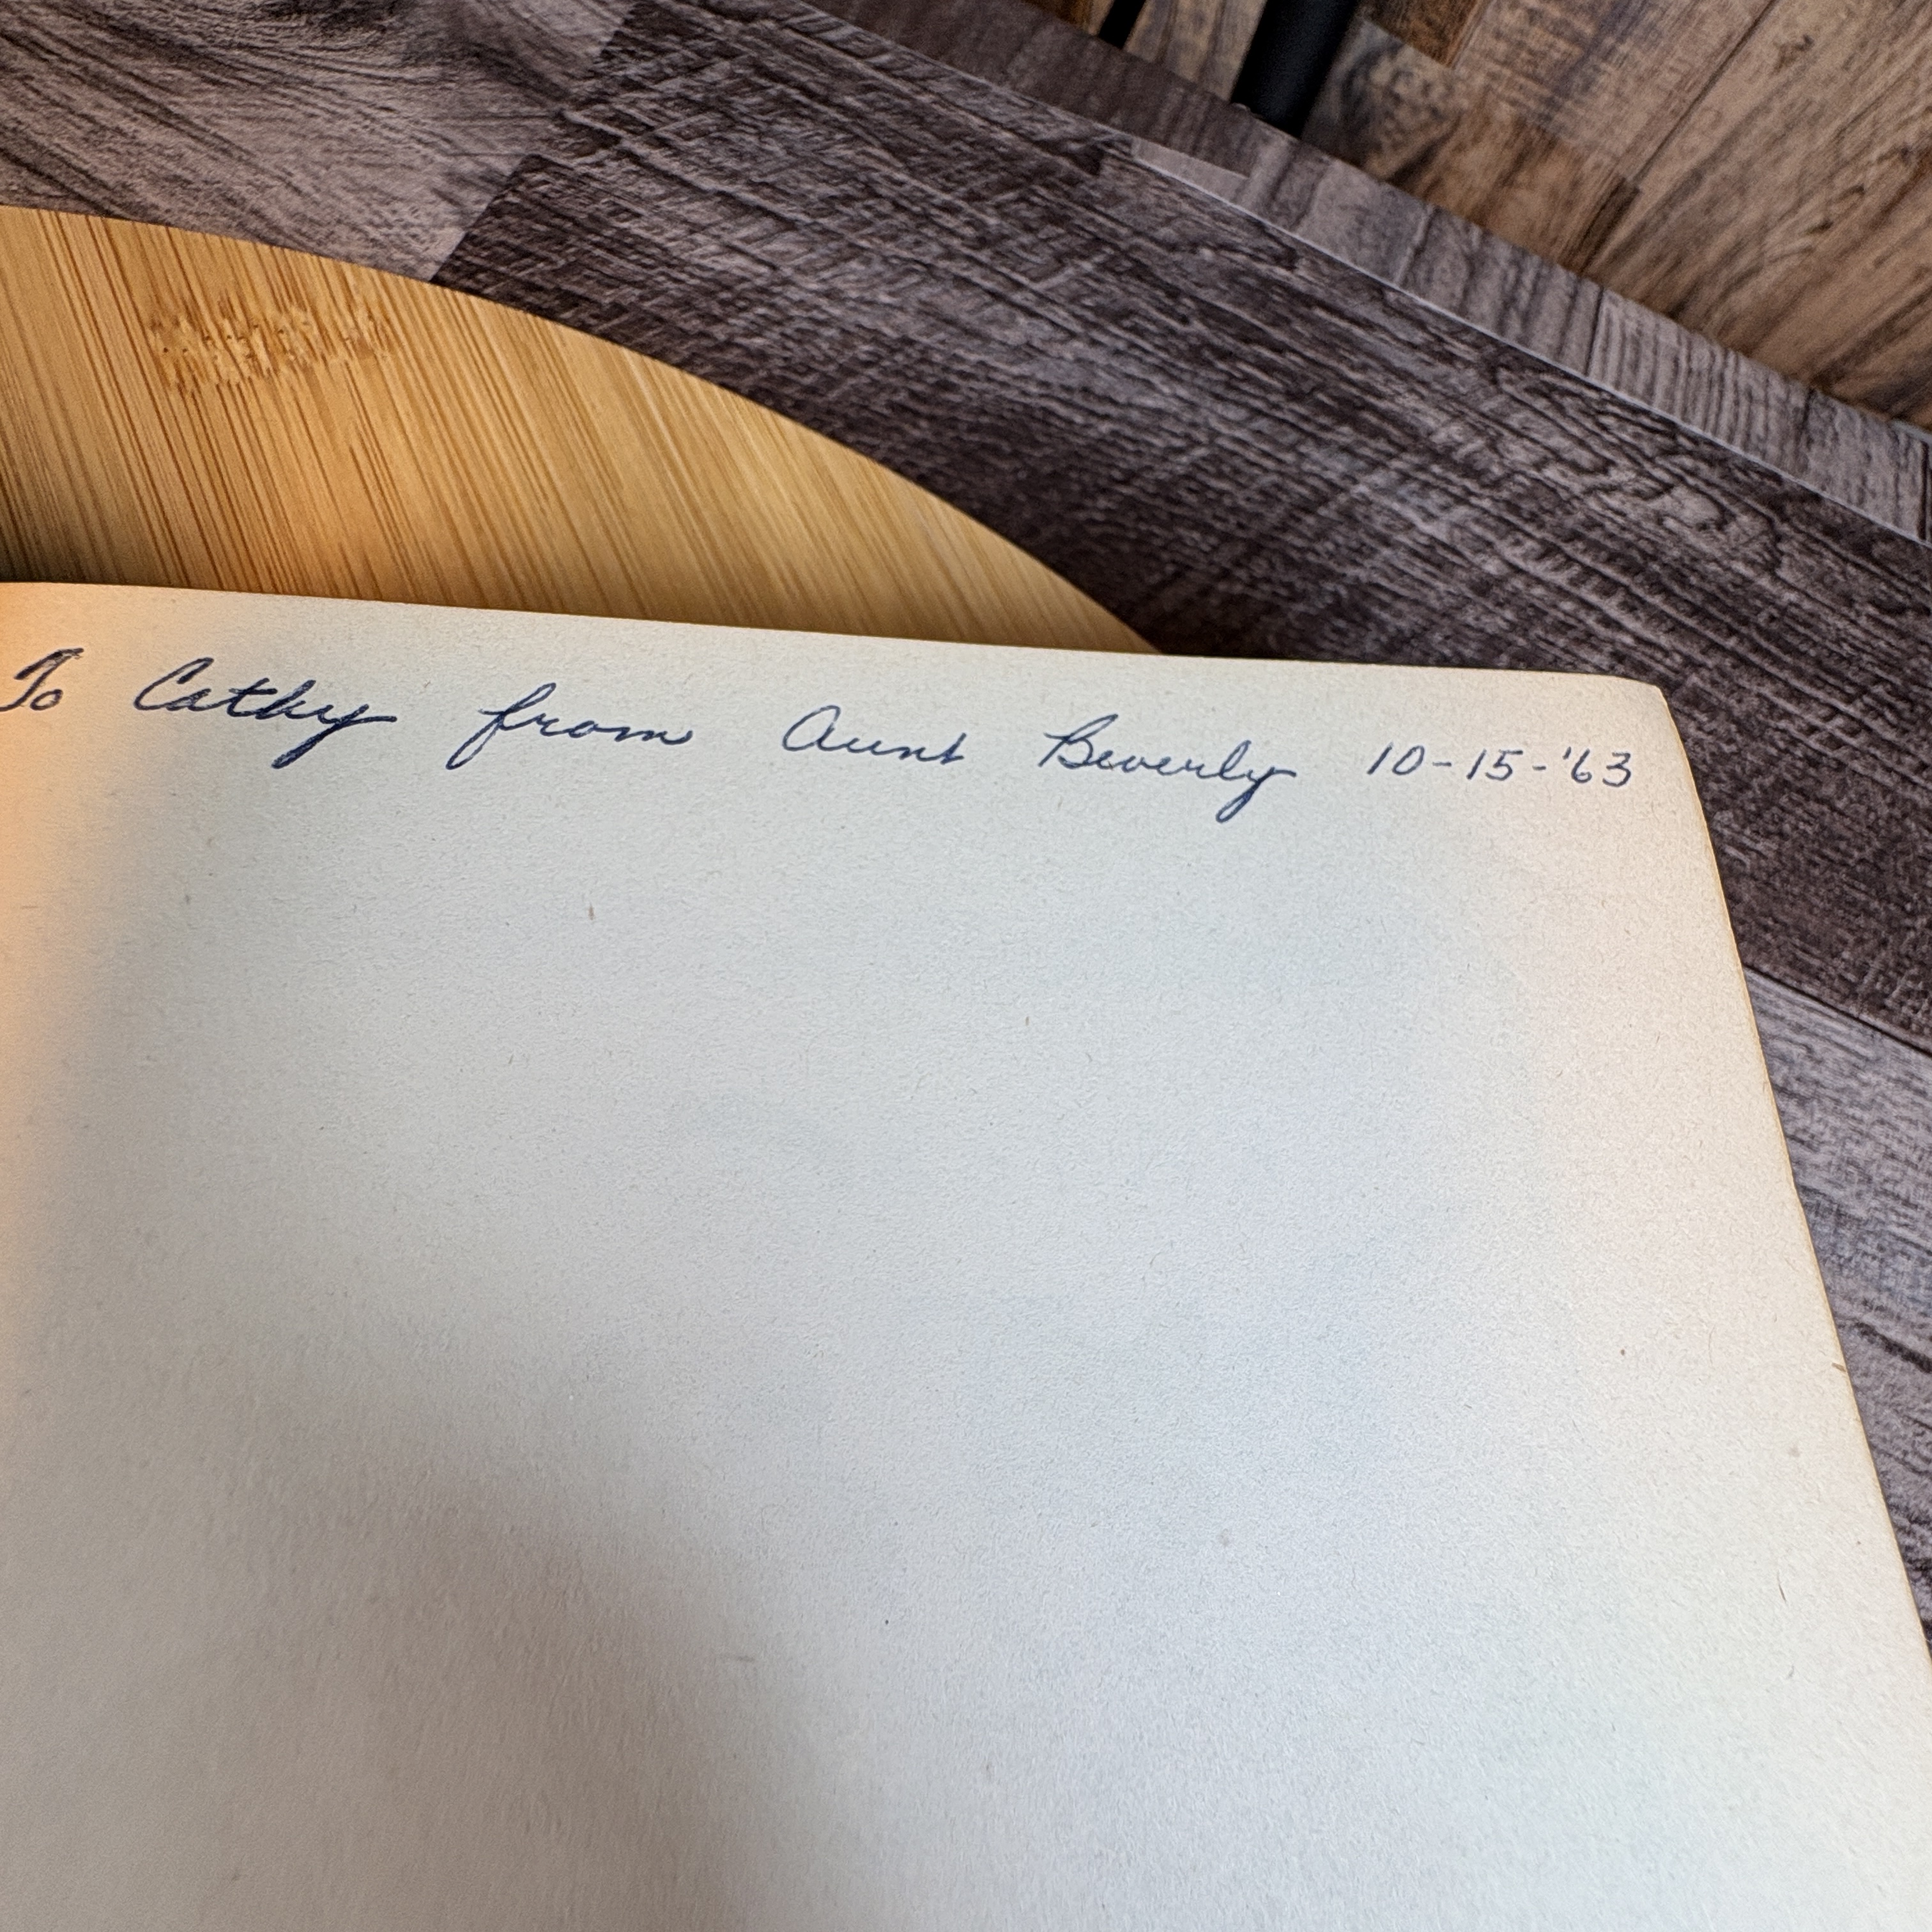 To Cathy from Aunt Beverly 10-15-'63